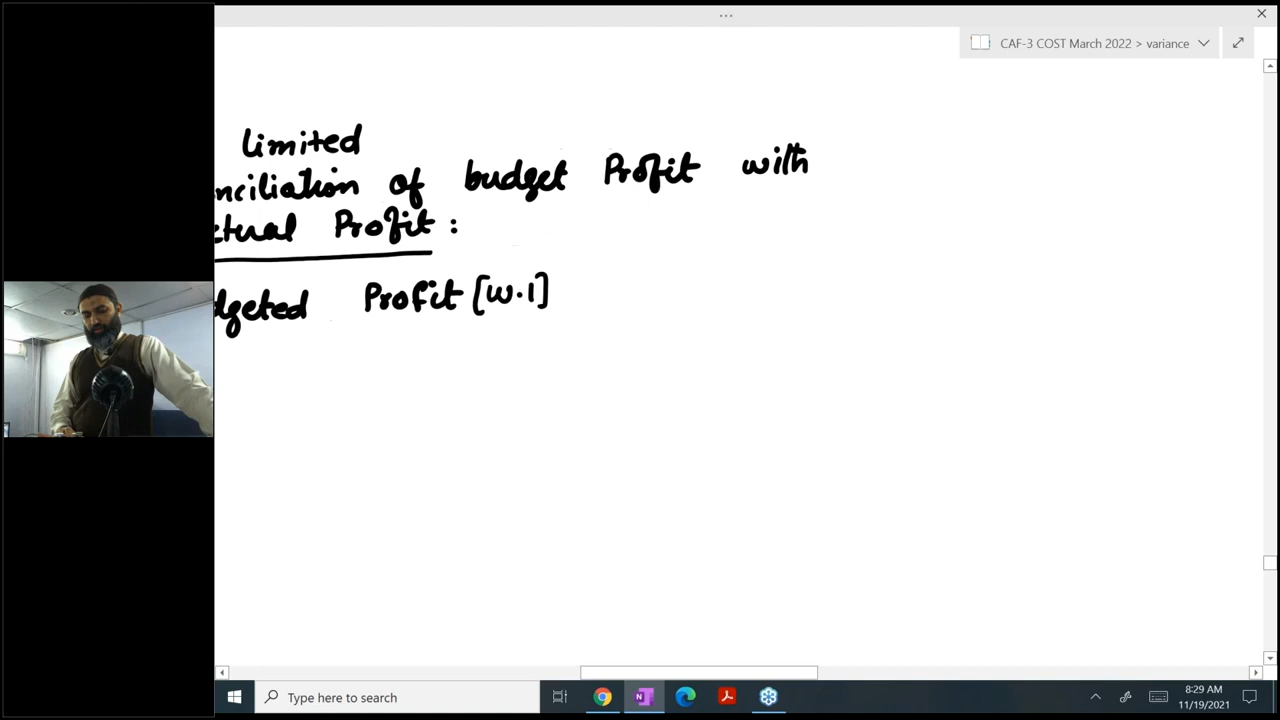 CAF-3 COST March 2022 > variance
Limited
nciliation of budget Profit with
ctual Profit :
dgeted Profit [W.1]
Type here to search
8:29 AM
11/19/2021